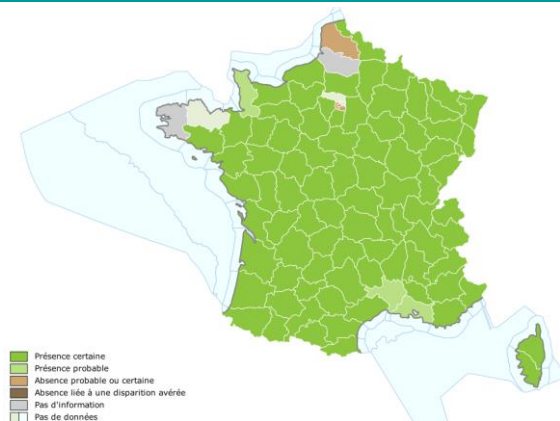 Présence certaine
Présence probable
Absence probable ou certaine
Absence liée à une disparition avérée
Pas d'information
Pas de données